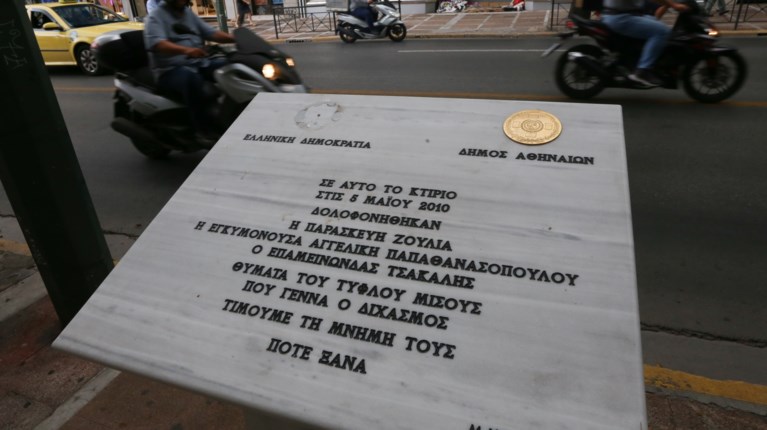 ΕΛΛΗΝΙΚΗ ΔΗΜΟΚΡΑΤΙΑ
ΔΗΜΟΣ ΑΘΗΝΑΙΩΝ
ΣΕ ΑΥΤΟ ΤΟ ΚΤΙΡΙΟ
ΣΤΙΣ 5 ΜΑΪΟΥ 2010
ΔΟΛΟΦΟΝΗΘΗΚΑΝ
Η ΠΑΡΑΣΚΕΥΗ ΖΟΥΛΙΑ
Η ΕΓΚΥΜΟΝΟΥΣΑ ΑΓΓΕΛΙΚΗ ΠΑΠΑΘΑΝΑΣΟΠΟΥΛΟΥ
Ο ΕΠΑΜΕΙΝΩΝΔΑΣ ΤΣΑΚΑΛΗΣ
ΘΥΜΑΤΑ ΤΟΥ ΤΥΦΛΟΥ ΜΙΣΟΥΣ
ΠΟΥ ΓΕΝΝΑ Ο ΔΙΧΑΣΜΟΣ
ΤΙΜΟΥΜΕ ΤΗ ΜΝΗΜΗ ΤΟΥΣ
ΠΟΤΕ ΞΑΝΑ